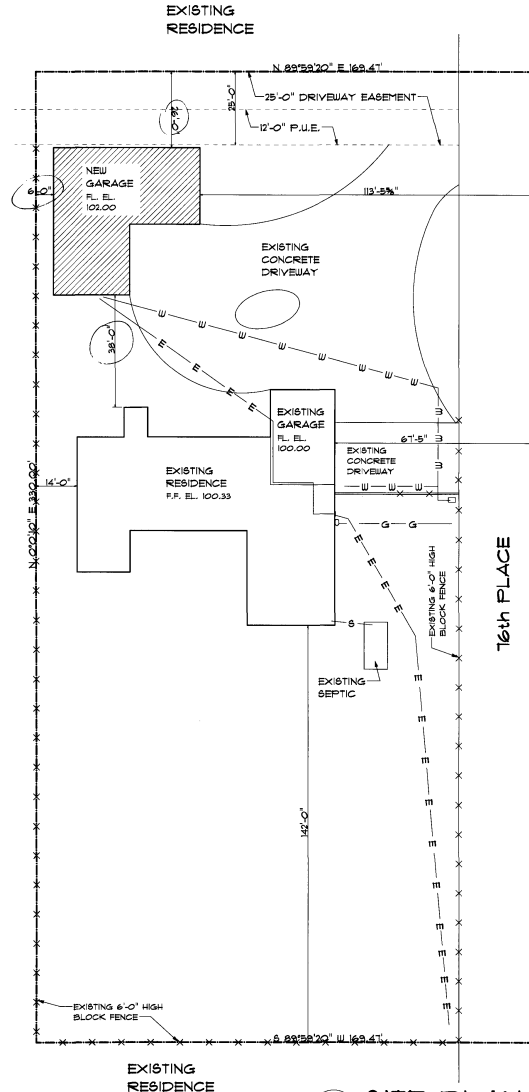 EXISTING
RESIDENCE
N 89°59'20" E 169.47'
25'-0" DRIVEWAY EASEMENT
12'-0" P.U.E.
26'-0"
25'-0"
NEW
GARAGE
FL. EL.
102.00
6'-0"
113'-5⅝"
EXISTING
CONCRETE
DRIVEWAY
W W W W W W W
E E E E
38'-0"
EXISTING
GARAGE
FL. EL.
100.00
67'-5"
EXISTING
CONCRETE
DRIVEWAY
W
W
W
W W W
EXISTING
RESIDENCE
F.F. EL. 100.33
14'-0"
N 0°0'10" E 330.00'
G G
E E E E
S
EXISTING
SEPTIC
EXISTING 6'-0" HIGH
BLOCK FENCE
76th PLACE
142'-0"
E E E E E E E
EXISTING 6'-0" HIGH
BLOCK FENCE
S 89°59'20" W 169.47'
EXISTING
RESIDENCE